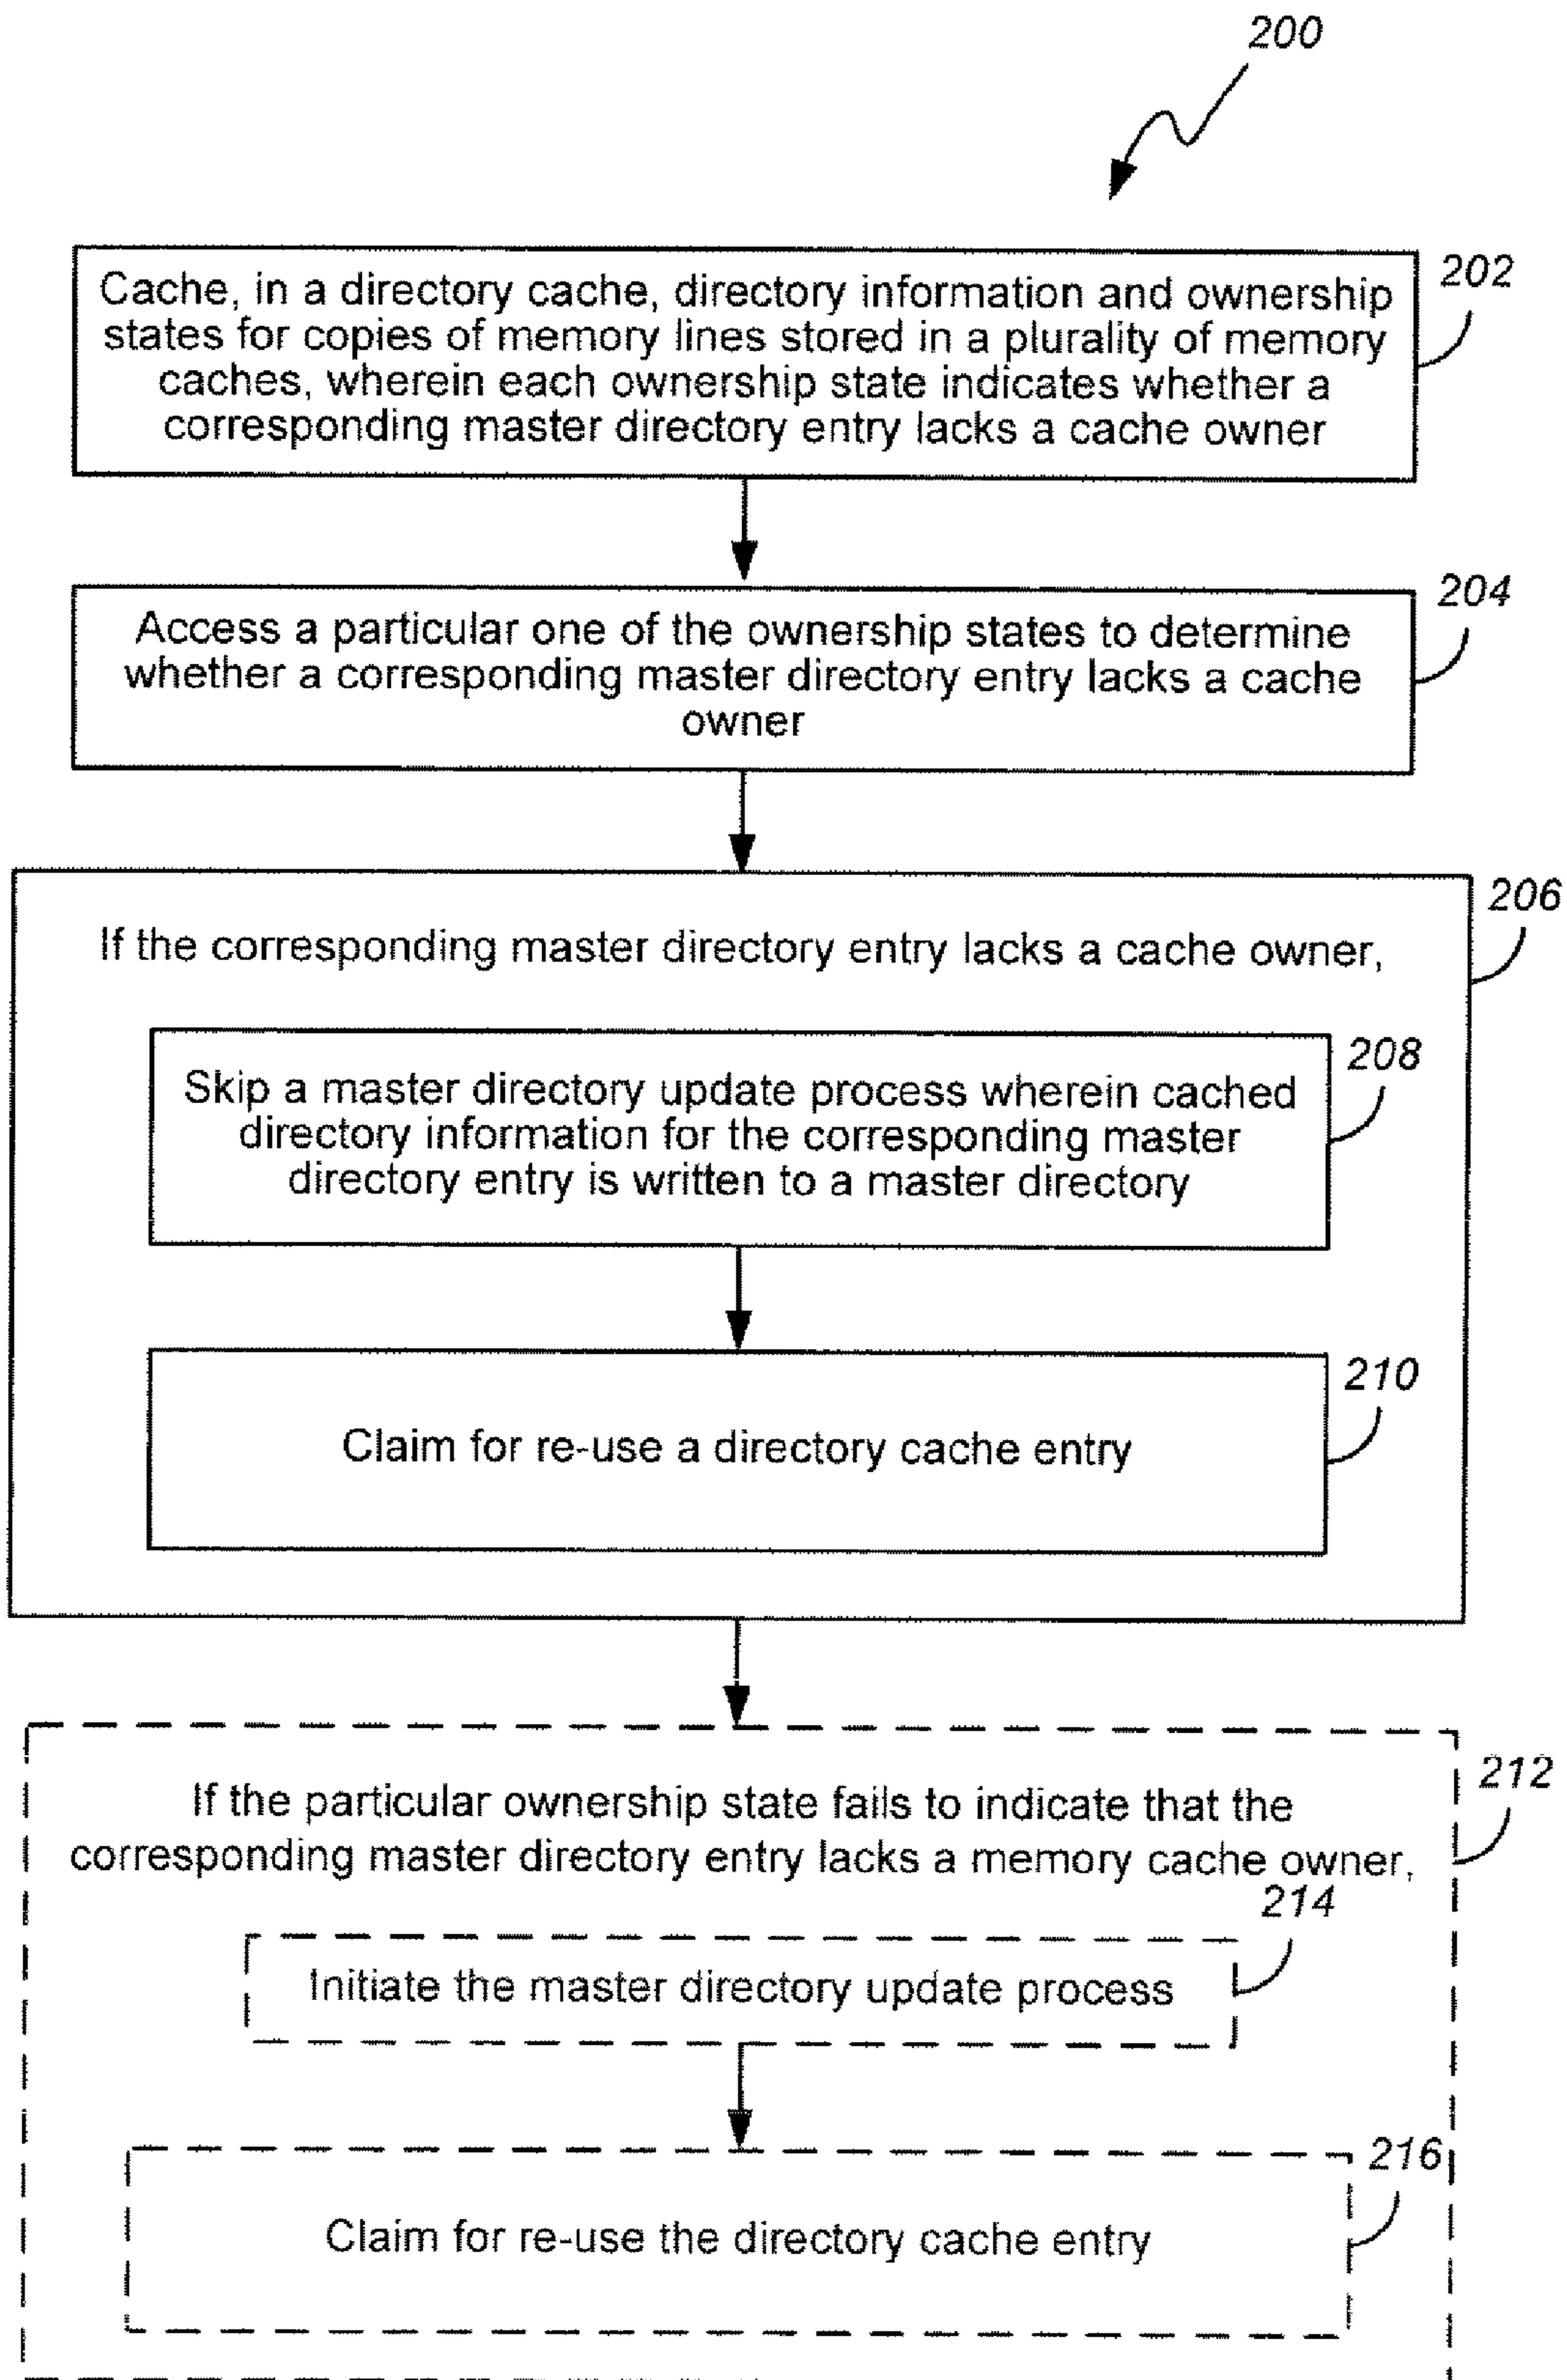 200
202
Cache, in a directory cache, directory information and ownership
states for copies of memory lines stored in a plurality of memory
caches, wherein each ownership state indicates whether a
corresponding master directory entry lacks a cache owner
204
Access a particular one of the ownership states to determine
whether a corresponding master directory entry lacks a cache
owner
206
If the corresponding master directory entry lacks a cache owner,
208
Skip a master directory update process wherein cached
directory information for the corresponding master
directory entry is written to a master directory
210
Claim for re-use a directory cache entry
212
If the particular ownership state fails to indicate that the
corresponding master directory entry lacks a memory cache owner,
214
Initiate the master directory update process
216
Claim for re-use the directory cache entry